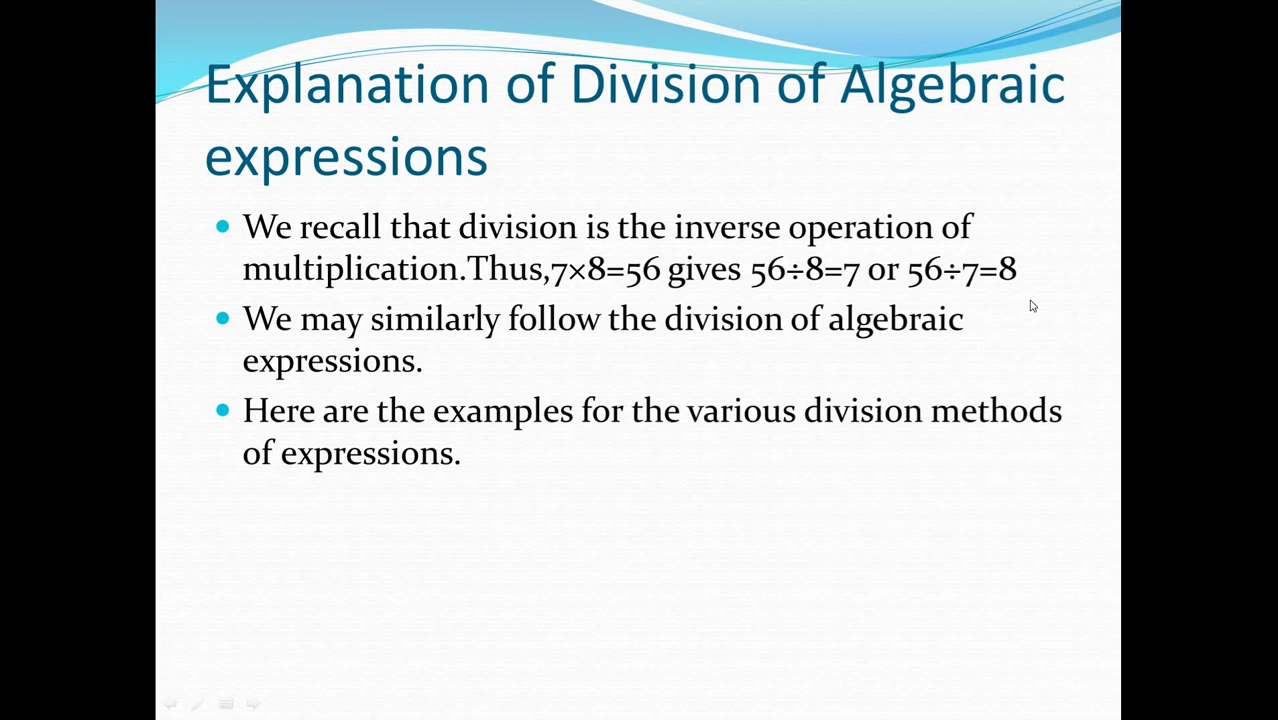 Explanation of Division of Algebraic
expressions
• We recall that division is the inverse operation of
multiplication.Thus,7×8=56 gives 56÷8=7 or 56÷7=8
• We may similarly follow the division of algebraic
expressions.
• Here are the examples for the various division methods
of expressions.